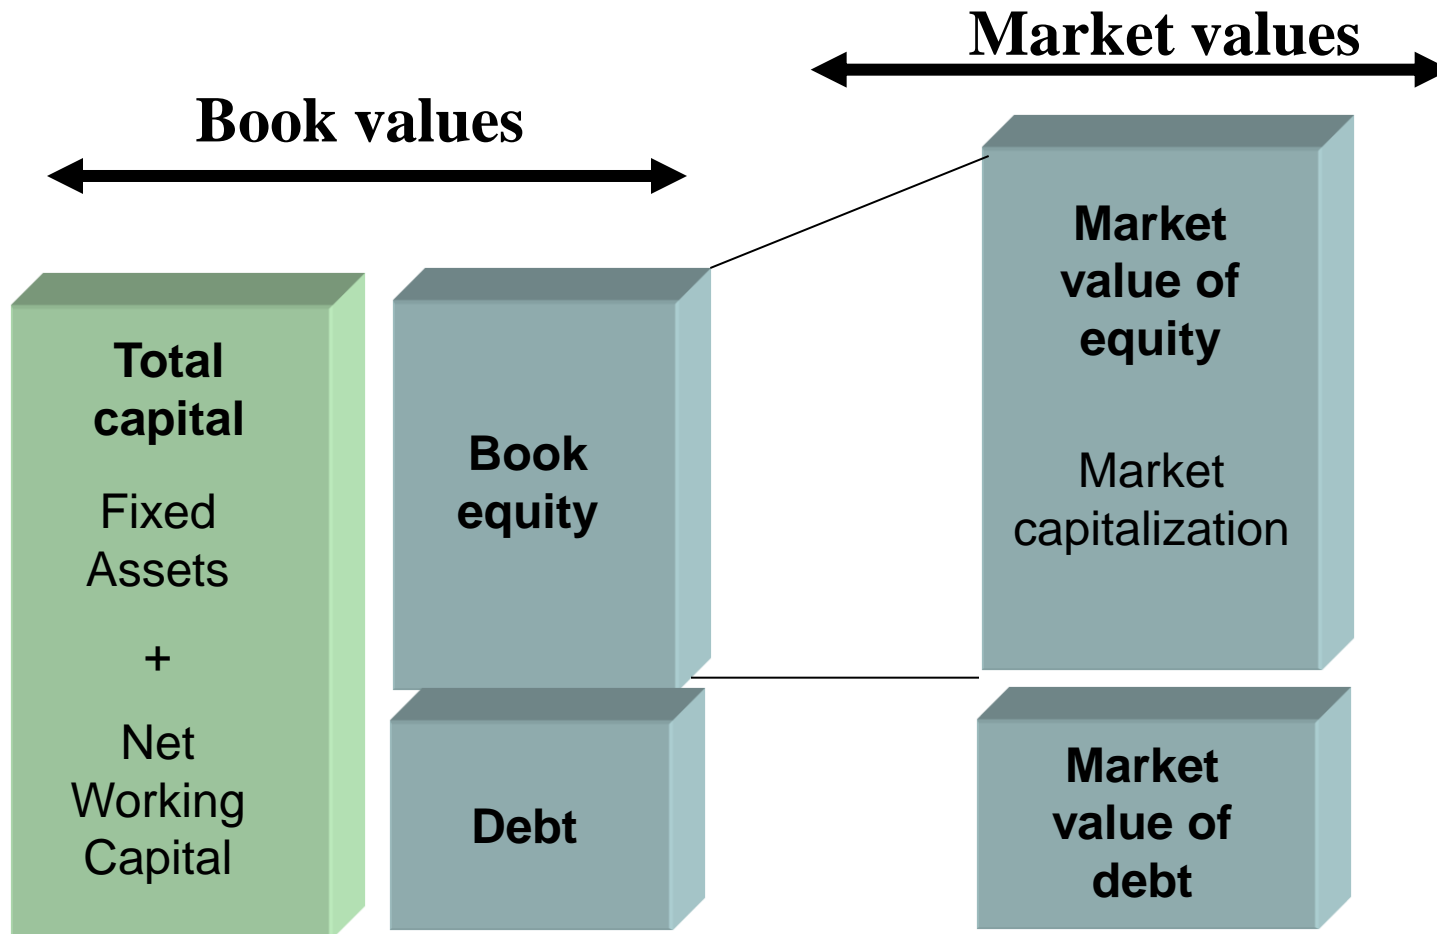 Market values
Book values
Total
capital
Fixed
Assets
+
Net
Working
Capital
Book
equity
Debt
Market
value of
equity
Market
capitalization
Market
value of
debt